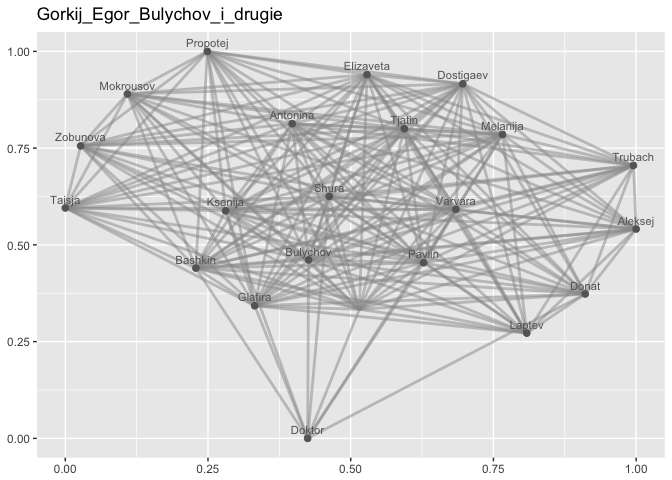 Gorkij_Egor_Bulychov_i_drugie
1.00
0.75
0.50
0.25
0.00
Propotej
Elizaveta
Dostigaev
Mokrousov
Antonina
Tjatin
Melanija
Zobunova
Trubach
Taisja
Shura
Ksenija
Varvara
Aleksej
Bulychov
Pavlin
Bashkin
Donat
Glafira
Laptev
Doktor
0.00 0.25 0.50 0.75 1.00